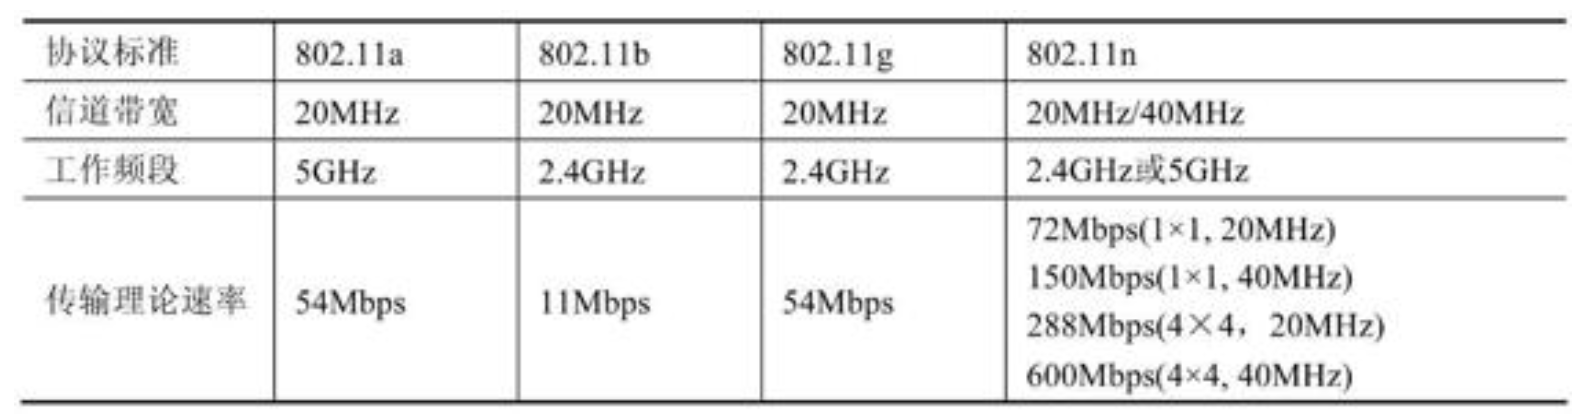 协议标准 802.11a 802.11b 802.11g 802.11n
信道带宽 20MHz 20MHz 20MHz 20MHz/40MHz
工作频段 5GHz 2.4GHz 2.4GHz 2.4GHz或5GHz
传输理论速率 54Mbps 11Mbps 54Mbps
72Mbps(1×1, 20MHz)
150Mbps(1×1, 40MHz)
288Mbps(4×4，20MHz)
600Mbps(4×4, 40MHz)